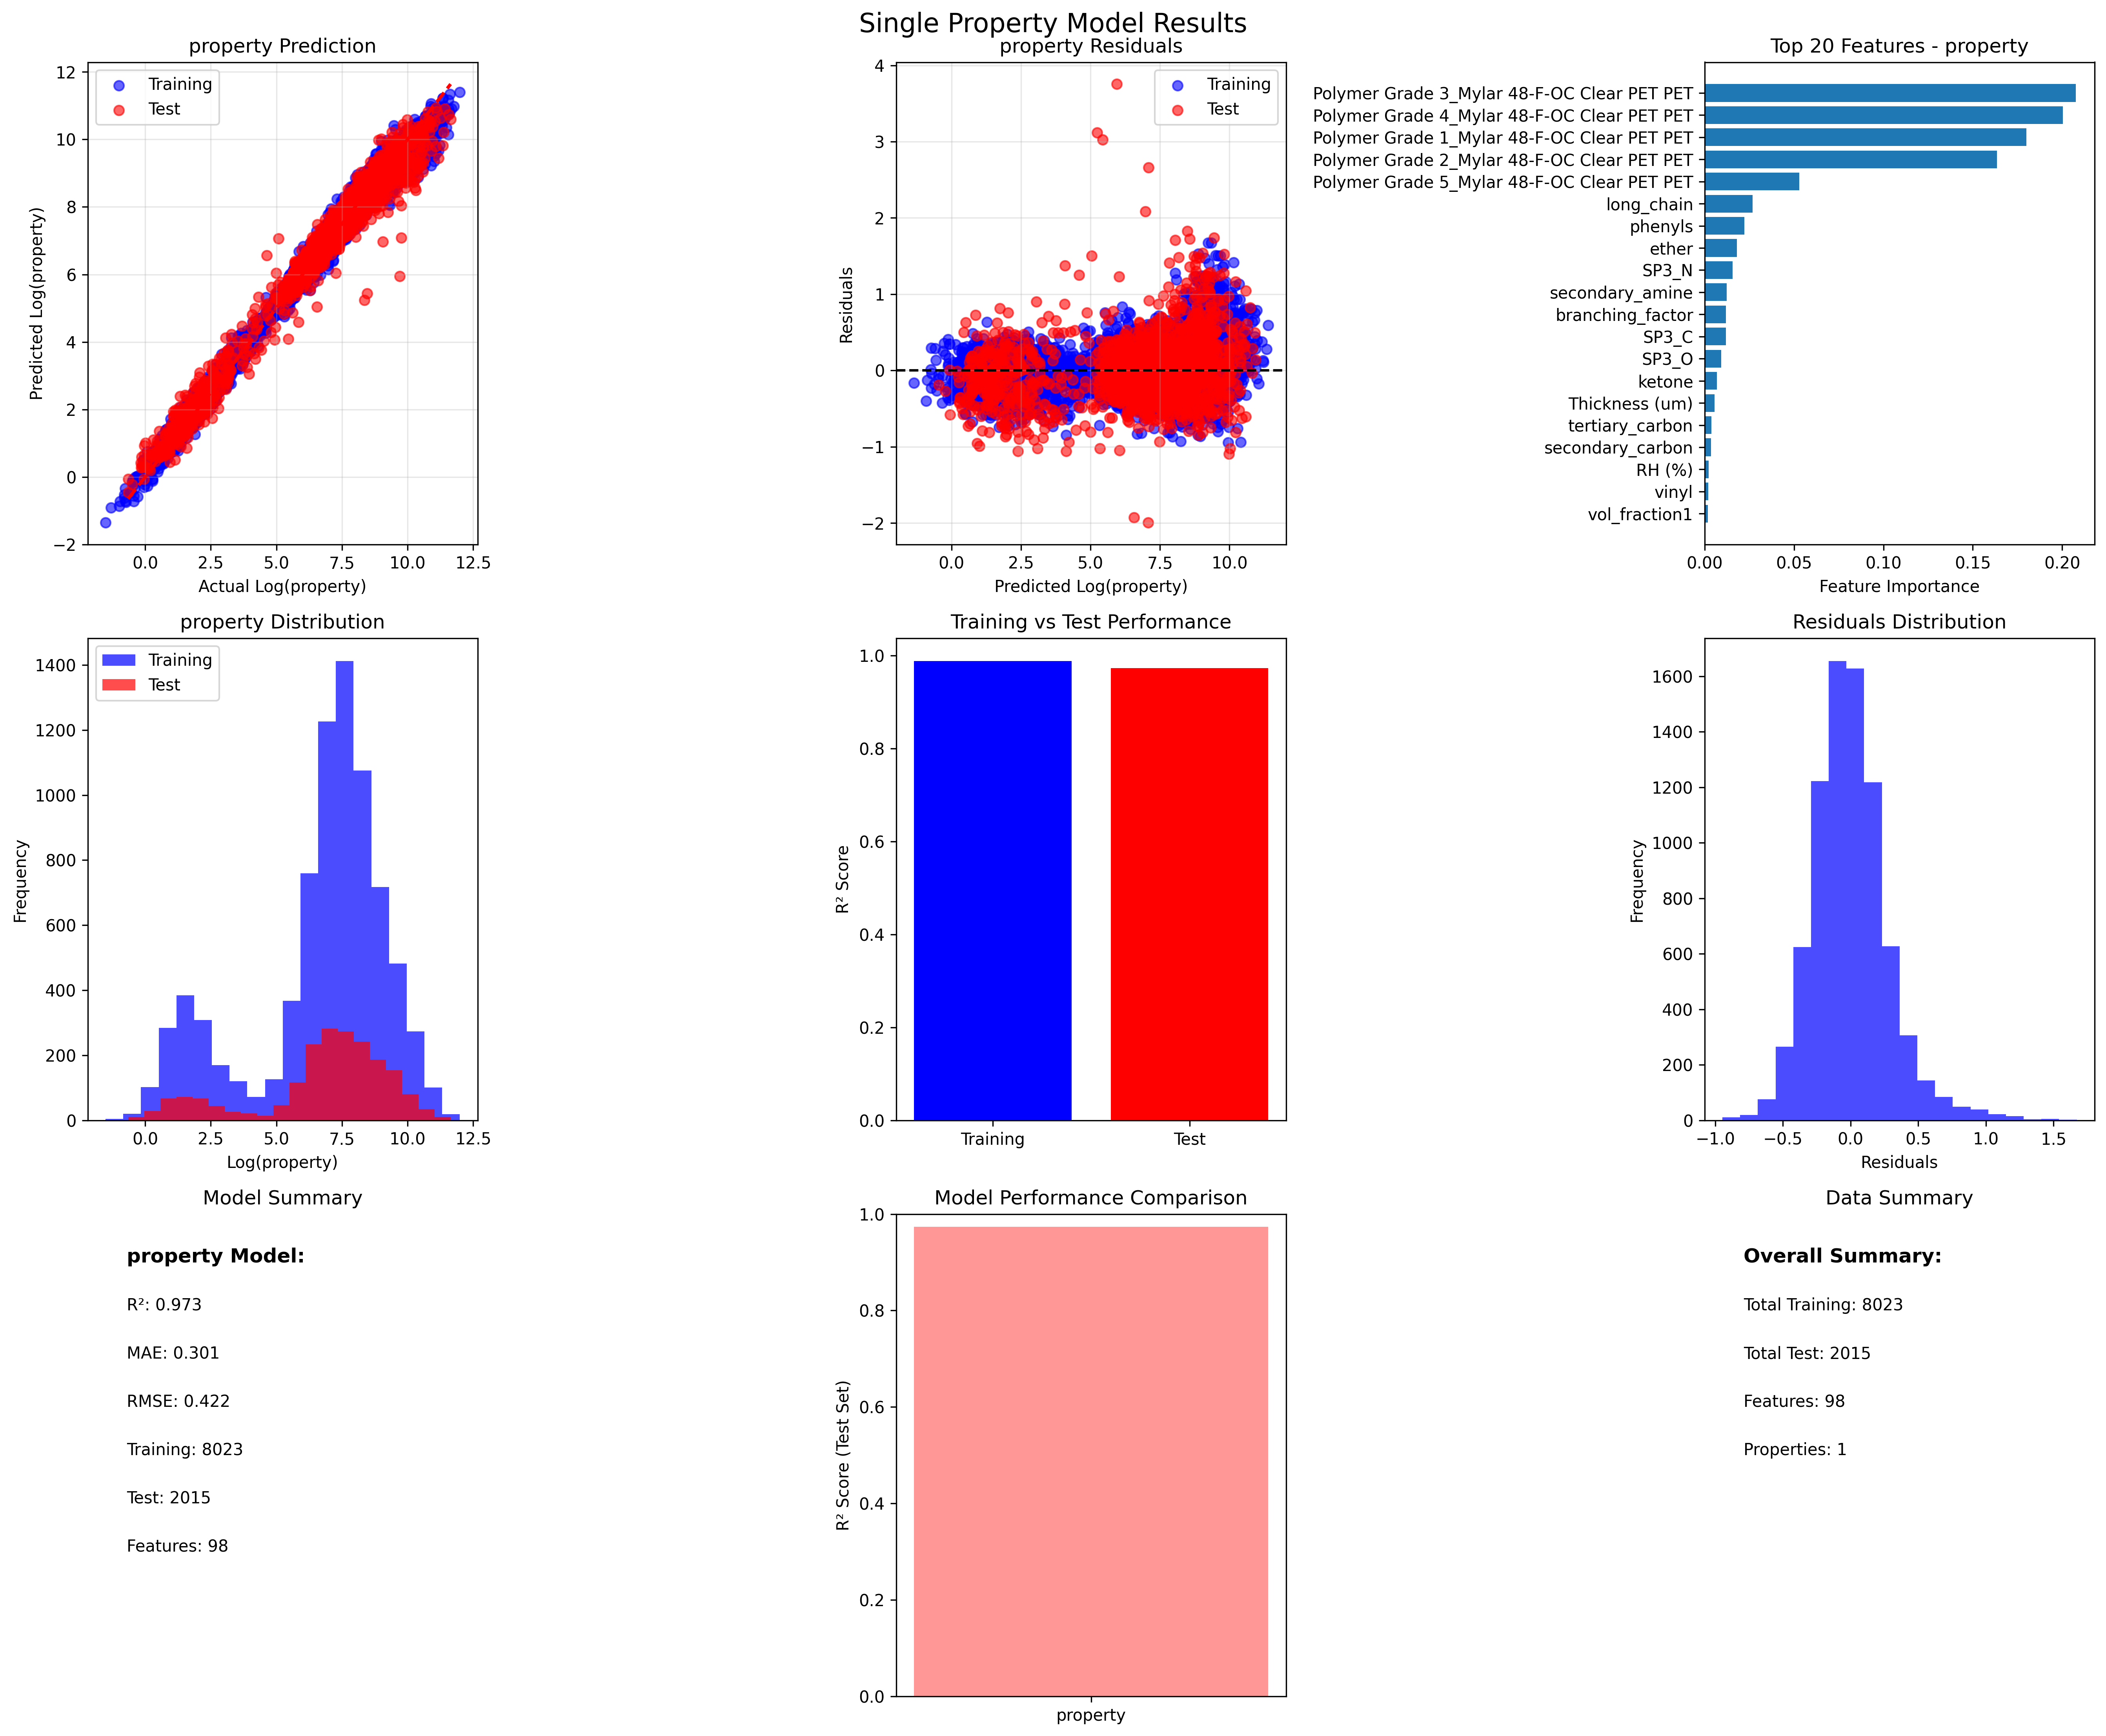 Single Property Model Results
property Prediction
12
10
8
6
4
2
0
−2
Predicted Log(property)
Training
Test
0.0
2.5
5.0
7.5
10.0
12.5
Actual Log(property)
property Residuals
4
3
2
1
0
−1
−2
Residuals
Training
Test
0.0
2.5
5.0
7.5
10.0
Predicted Log(property)
Top 20 Features - property
Polymer Grade 3_Mylar 48-F-OC Clear PET PET
Polymer Grade 4_Mylar 48-F-OC Clear PET PET
Polymer Grade 1_Mylar 48-F-OC Clear PET PET
Polymer Grade 2_Mylar 48-F-OC Clear PET PET
Polymer Grade 5_Mylar 48-F-OC Clear PET PET
long_chain
phenyls
ether
SP3_N
secondary_amine
branching_factor
SP3_C
SP3_O
ketone
Thickness (um)
tertiary_carbon
secondary_carbon
RH (%)
vinyl
vol_fraction1
0.00
0.05
0.10
0.15
0.20
Feature Importance
property Distribution
1400
1200
1000
800
600
400
200
0
Frequency
Training
Test
0.0
2.5
5.0
7.5
10.0
12.5
Log(property)
Training vs Test Performance
1.0
0.8
0.6
0.4
0.2
0.0
R² Score
Training
Test
Residuals Distribution
1600
1400
1200
1000
800
600
400
200
0
Frequency
−1.0
−0.5
0.0
0.5
1.0
1.5
Residuals
Model Summary
property Model:
R²: 0.973
MAE: 0.301
RMSE: 0.422
Training: 8023
Test: 2015
Features: 98
Model Performance Comparison
1.0
0.8
0.6
0.4
0.2
0.0
R² Score (Test Set)
property
Data Summary
Overall Summary:
Total Training: 8023
Total Test: 2015
Features: 98
Properties: 1